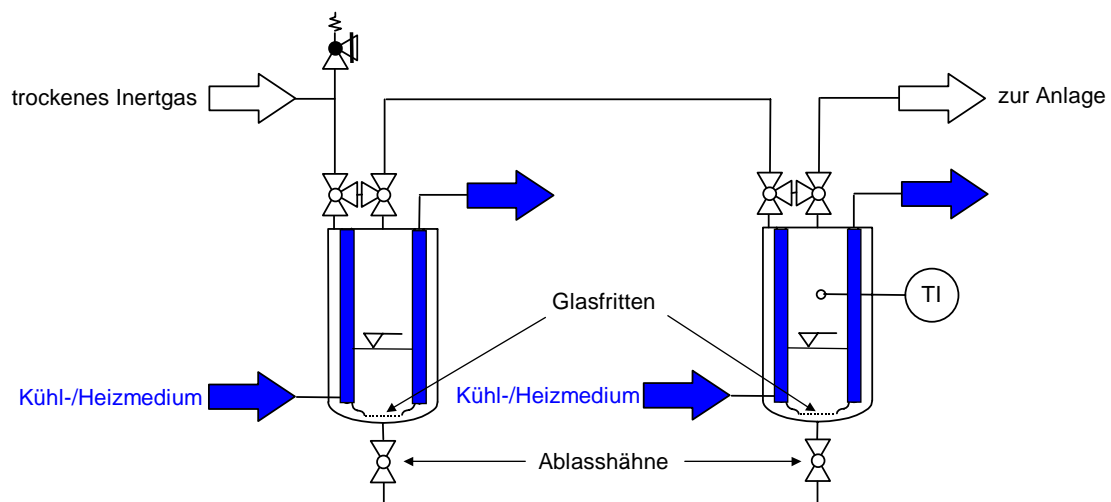 trockenes Inertgas
zur Anlage
TI
Glasfritten
Kühl-/Heizmedium
Kühl-/Heizmedium
Ablasshähne